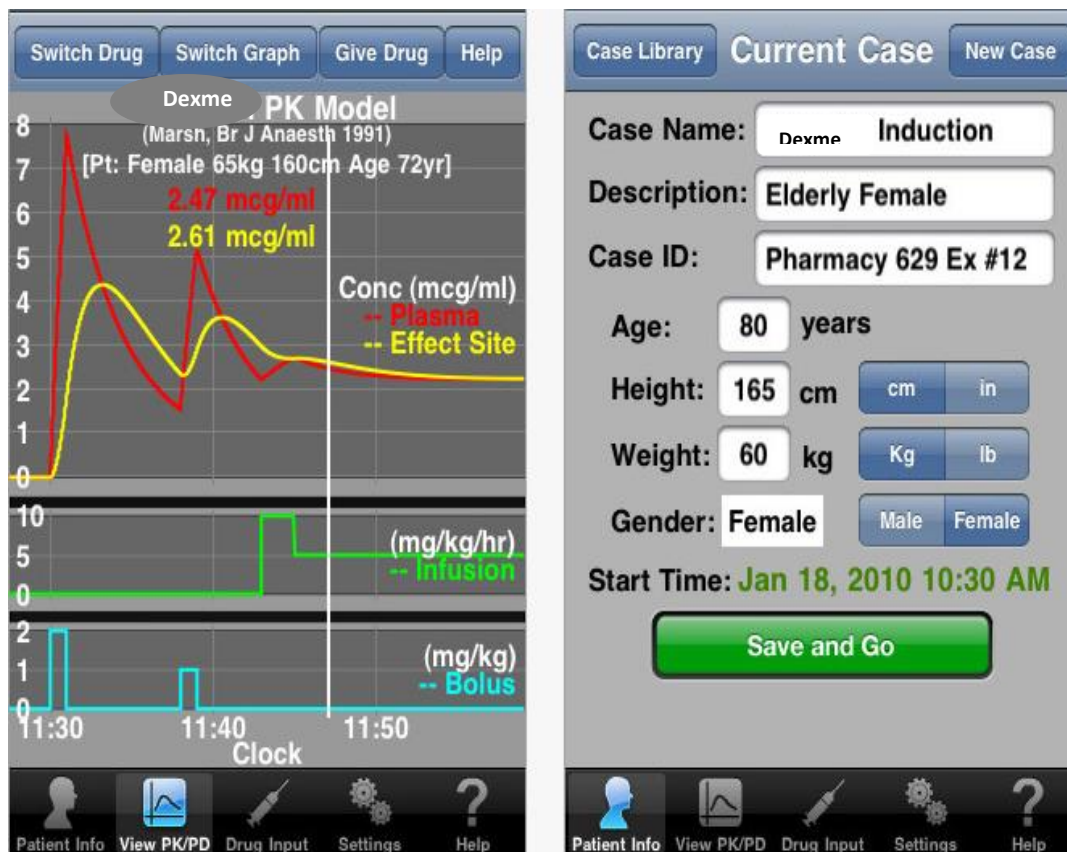 Switch Drug Switch Graph Give Drug Help
Dexme
PK Model
(Marsn, Br J Anaesth 1991)
[Pt: Female 65kg 160cm Age 72yr]
2.47 mcg/ml
2.61 mcg/ml
Conc (mcg/ml)
-- Plasma
-- Effect Site
8
7
6
5
4
3
2
1
0
10
5
0
(mg/kg/hr)
-- Infusion
2
1
0
(mg/kg)
-- Bolus
11:30 11:40 11:50
Clock
Patient Info View PK/PD Drug Input Settings ? Help
Case Library Current Case New Case
Case Name: Dexme Induction
Description: Elderly Female
Case ID: Pharmacy 629 Ex #12
Age: 80 years
Height: 165 cm cm in
Weight: 60 kg Kg lb
Gender: Female Male Female
Start Time: Jan 18, 2010 10:30 AM
Save and Go
Patient Info View PK/PD Drug Input Settings ? Help